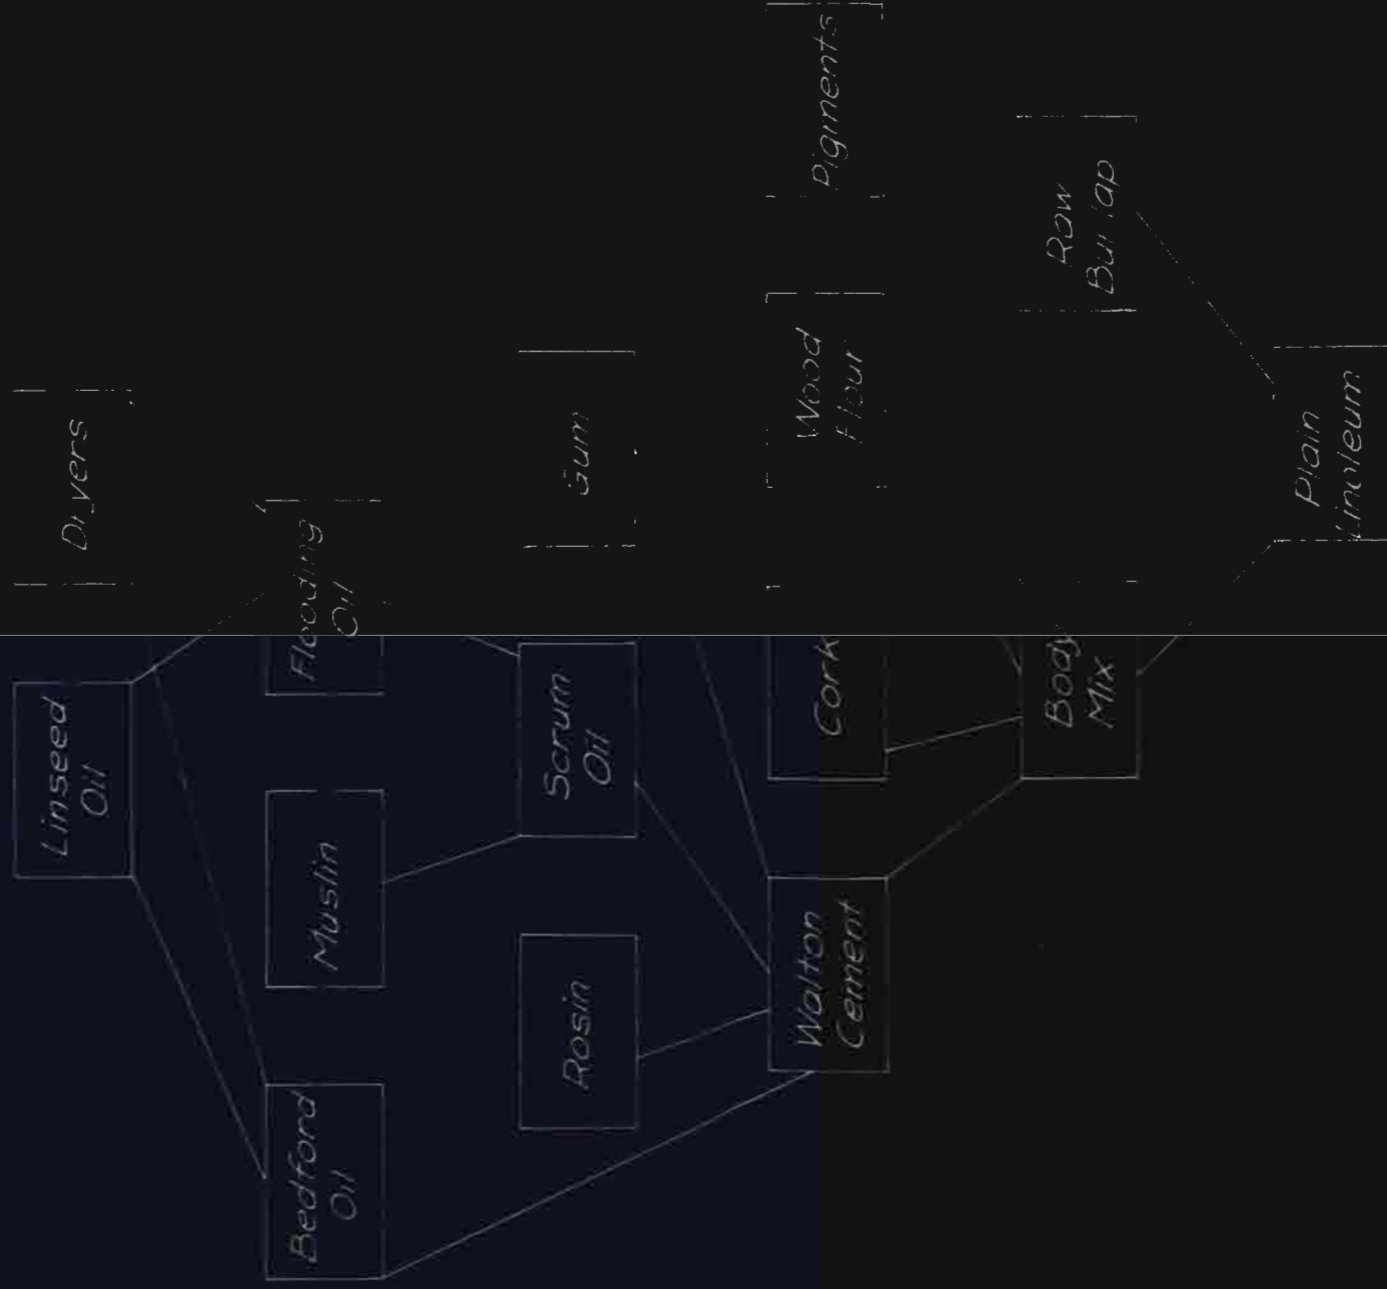 Linseed
Oil
Dryers
Bedford
Oil
Muslin
Flooding
Oil
Rosin
Scrum
Oil
Gum
Walton
Cement
Cork
Wood
Flour
Pigments
Body
Mix
Raw
Burlap
Plain
Linoleum